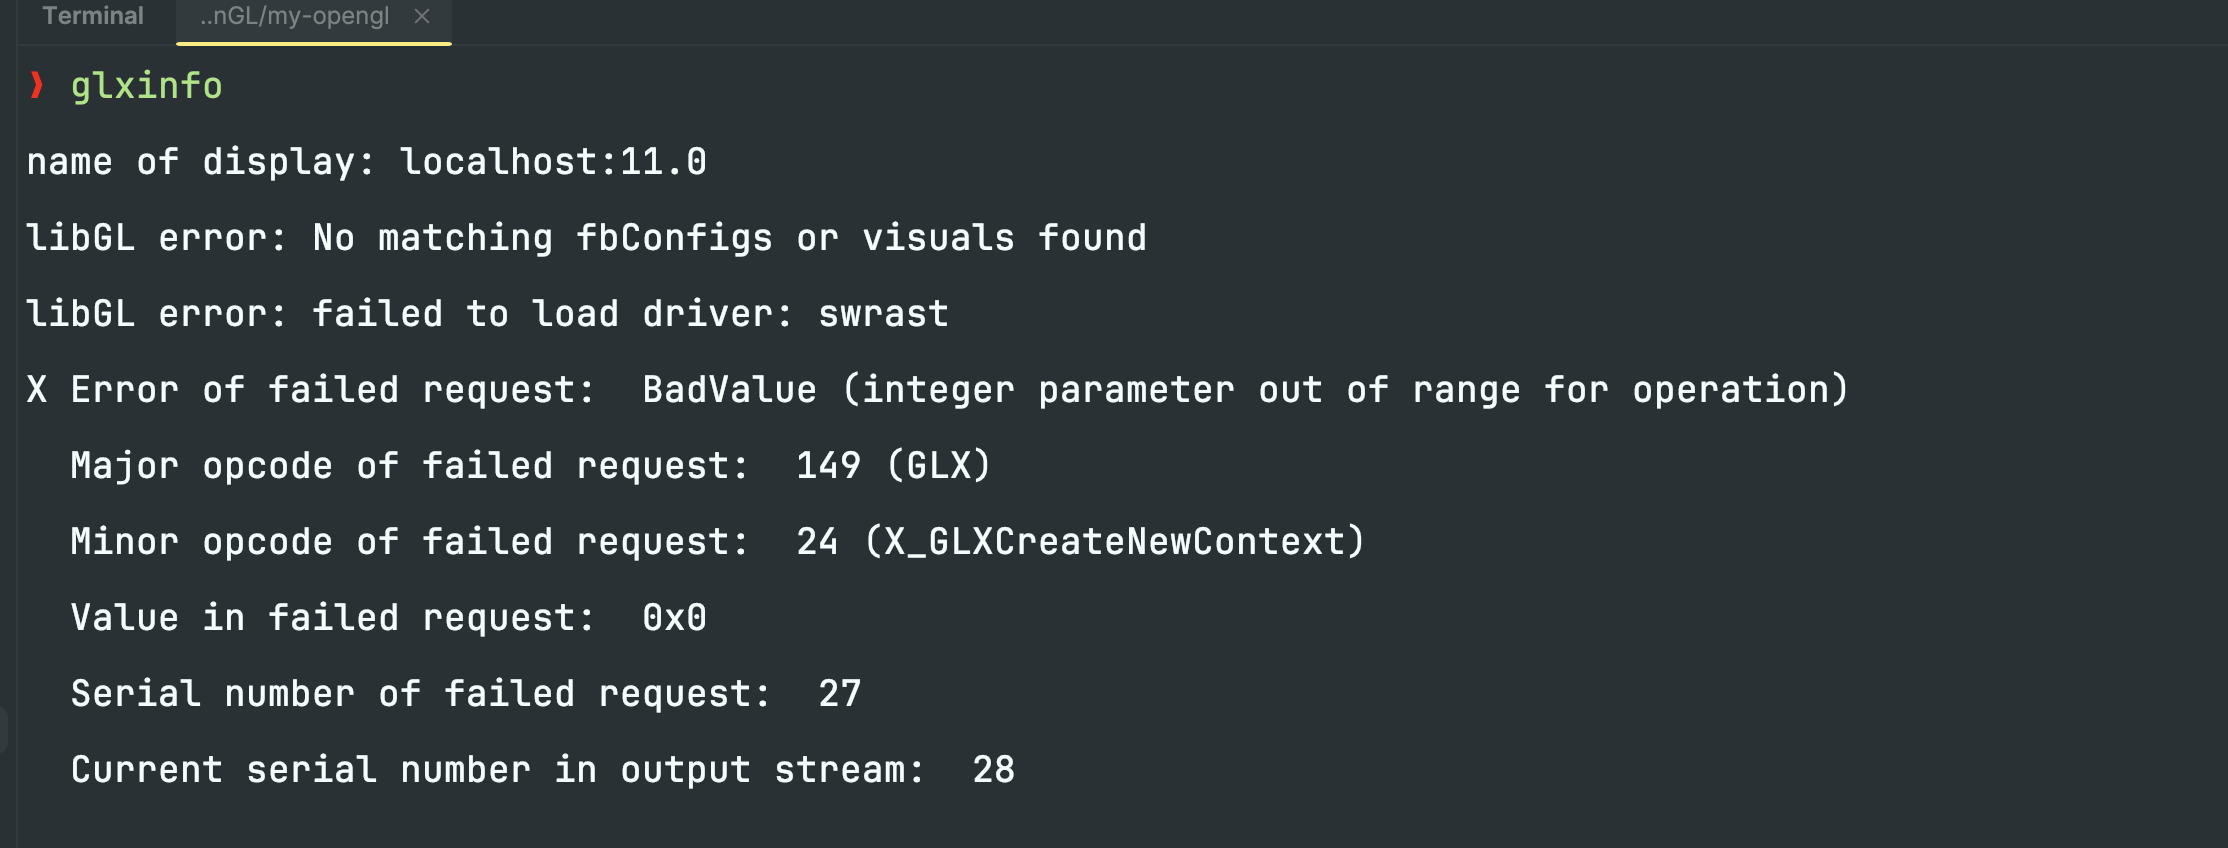 Terminal ..nGL/my-opengl ×
❯ glxinfo
name of display: localhost:11.0
libGL error: No matching fbConfigs or visuals found
libGL error: failed to load driver: swrast
X Error of failed request:  BadValue (integer parameter out of range for operation)
  Major opcode of failed request:  149 (GLX)
  Minor opcode of failed request:  24 (X_GLXCreateNewContext)
  Value in failed request:  0x0
  Serial number of failed request:  27
  Current serial number in output stream:  28